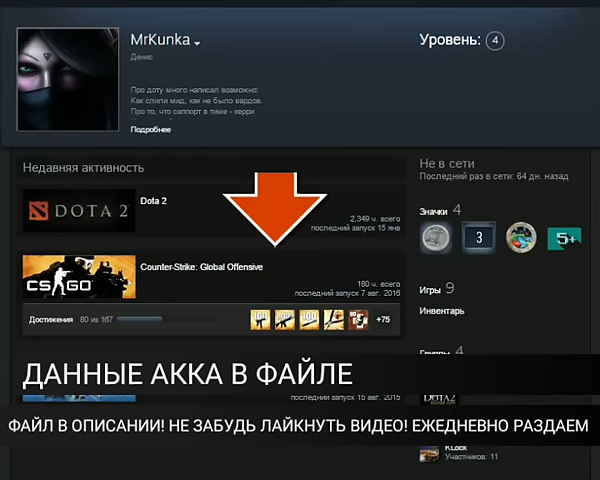 MrKunka
Денис
Про доту много написал возможно:
Как слили мид, как не было вардов.
Про то, что саппорт в тиме - керри
Подробнее
Уровень: 4
Недавняя активность
DOTA 2
Dota 2
2,349 ч. всего
последний запуск 15 янв
CS GO
Counter-Strike: Global Offensive
180 ч. всего
последний запуск 7 авг. 2016
Достижения 80 из 167
+75
Не в сети
Последний раз в сети: 64 дн. назад
Значки 4
3
5+
Игры 9
Инвентарь
Группы 4
ДАННЫЕ АККА В ФАЙЛЕ
последний запуск 15 авг. 2015
DOTA2
ФАЙЛ В ОПИСАНИИ! НЕ ЗАБУДЬ ЛАЙКНУТЬ ВИДЕО! ЕЖЕДНЕВНО РАЗДАЕМ
KLock
Участников: 11